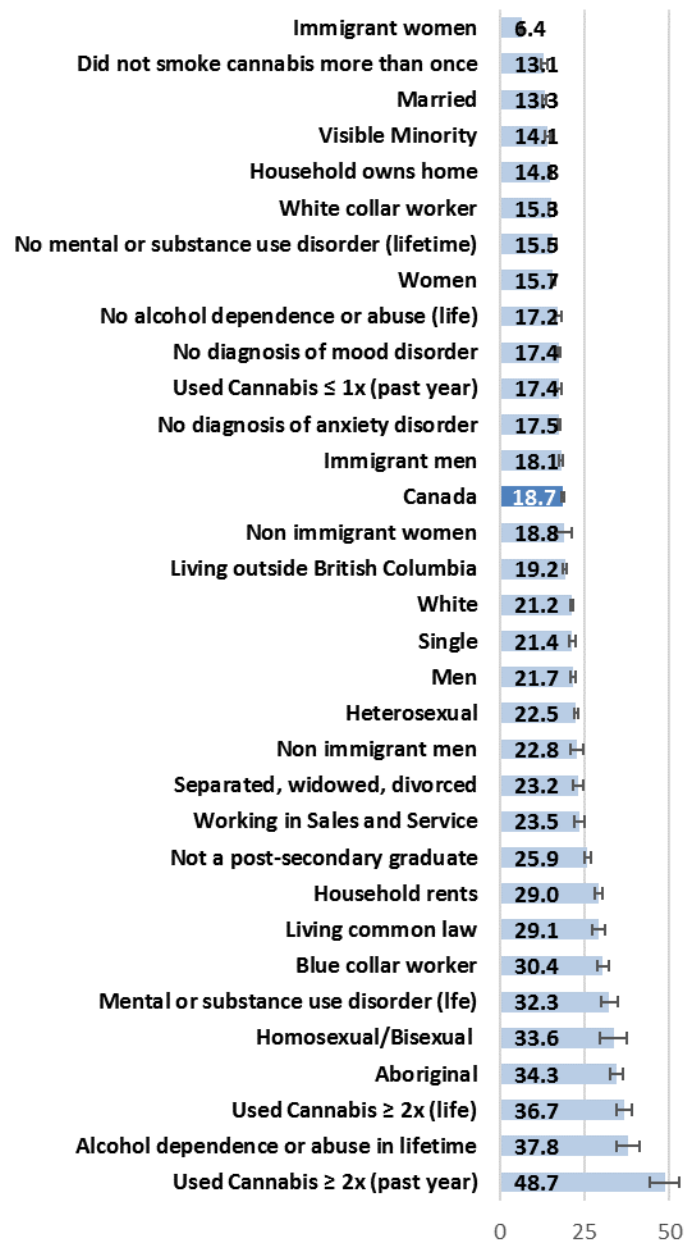 Immigrant women 6.4
Did not smoke cannabis more than once 13.1
Married 13.3
Visible Minority 14.1
Household owns home 14.8
White collar worker 15.3
No mental or substance use disorder (lifetime) 15.5
Women 15.7
No alcohol dependence or abuse (life) 17.2
No diagnosis of mood disorder 17.4
Used Cannabis ≤ 1x (past year) 17.4
No diagnosis of anxiety disorder 17.5
Immigrant men 18.1
Canada 18.7
Non immigrant women 18.8
Living outside British Columbia 19.2
White 21.2
Single 21.4
Men 21.7
Heterosexual 22.5
Non immigrant men 22.8
Separated, widowed, divorced 23.2
Working in Sales and Service 23.5
Not a post-secondary graduate 25.9
Household rents 29.0
Living common law 29.1
Blue collar worker 30.4
Mental or substance use disorder (lfe) 32.3
Homosexual/Bisexual 33.6
Aboriginal 34.3
Used Cannabis ≥ 2x (life) 36.7
Alcohol dependence or abuse in lifetime 37.8
Used Cannabis ≥ 2x (past year) 48.7
0 25 50